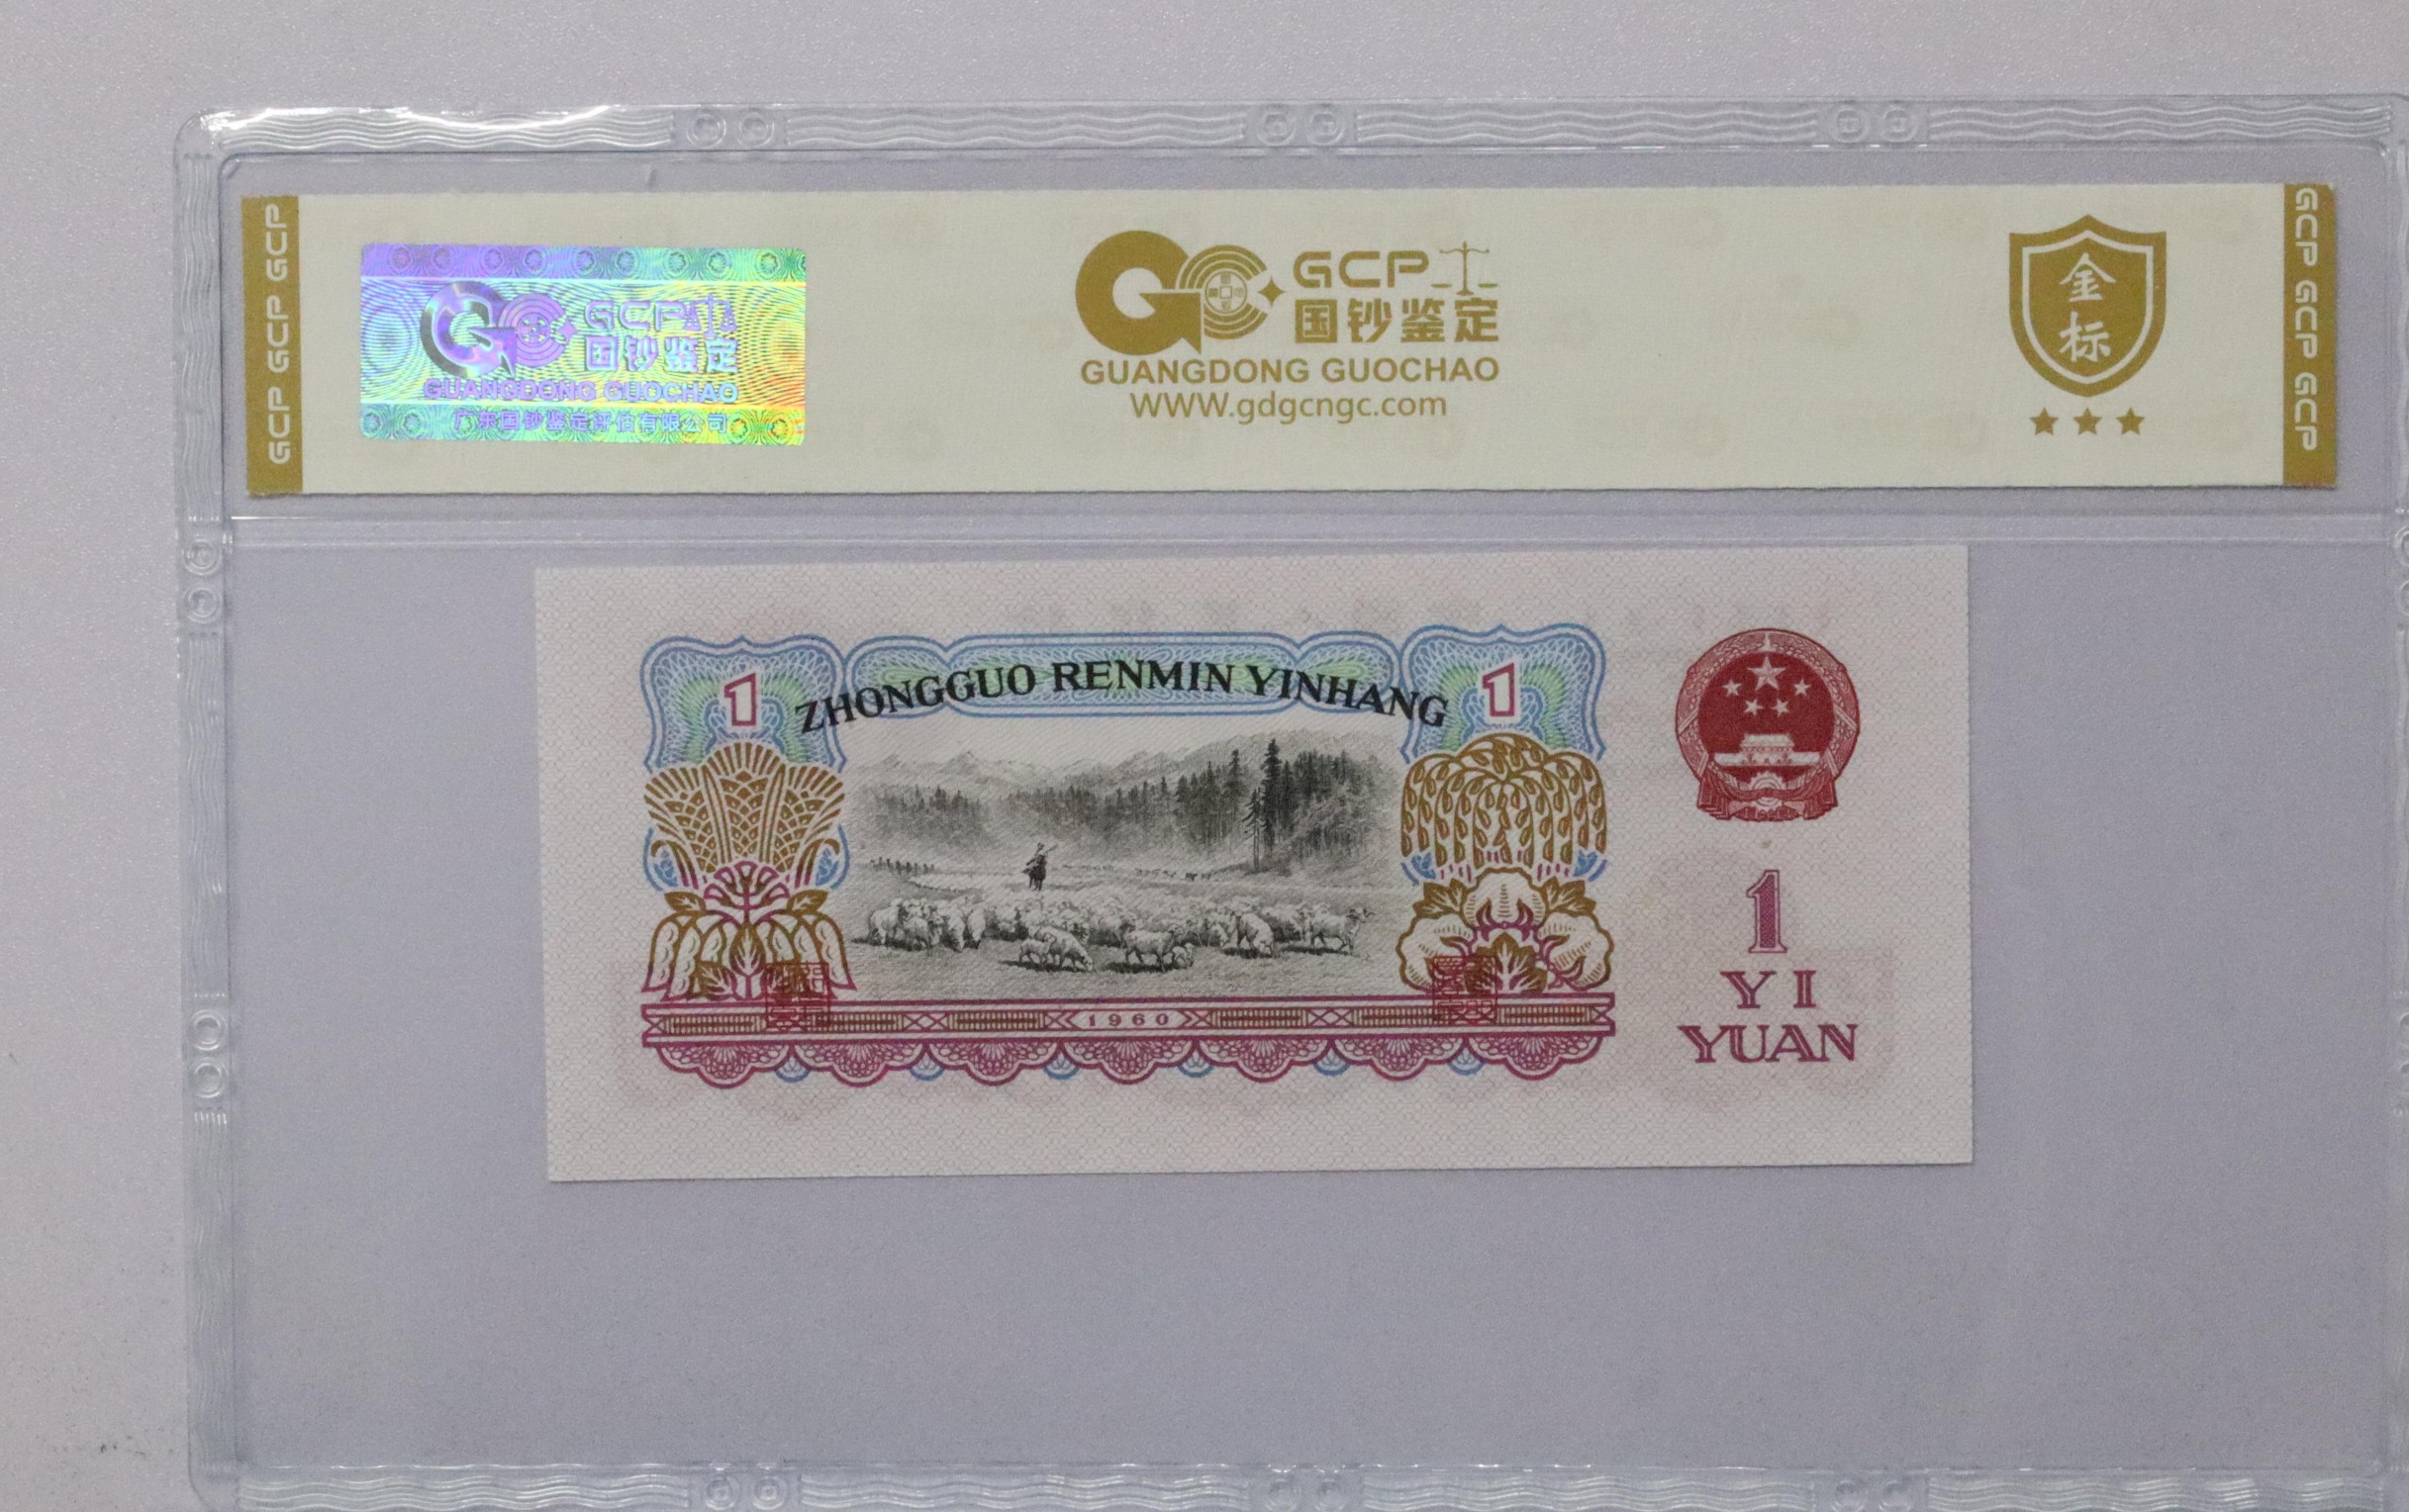 GCP GCP GCP
GCP
国钞鉴定
GUANGDONG GUOCHAO
广东国钞鉴定评估有限公司
GCP
国钞鉴定
GUANGDONG GUOCHAO
WWW.gdgcngc.com
金
标
GCP GCP GCP
1
ZHONGGUO RENMIN YINHANG
1
1960
1
YI
YUAN